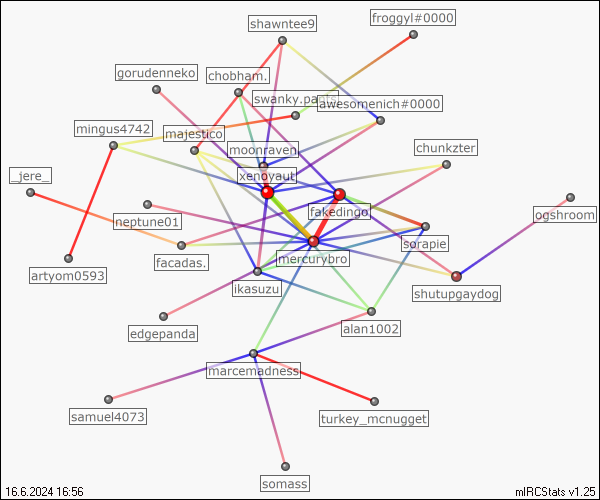 shawntee9
froggyl#0000
gorudenneko
chobham.
swanky.pants
awesomenich#0000
mingus4742
majestico
moonraven
chunkzter
_jere_
xenoyaut
neptune01
fakedingo
ogshroom
sorapie
artyom0593
facadas.
mercurybro
ikasuzu
shutupgaydog
edgepanda
alan1002
marcemadness
samuel4073
turkey_mcnugget
somass
16.6.2024 16:56
mIRCStats v1.25